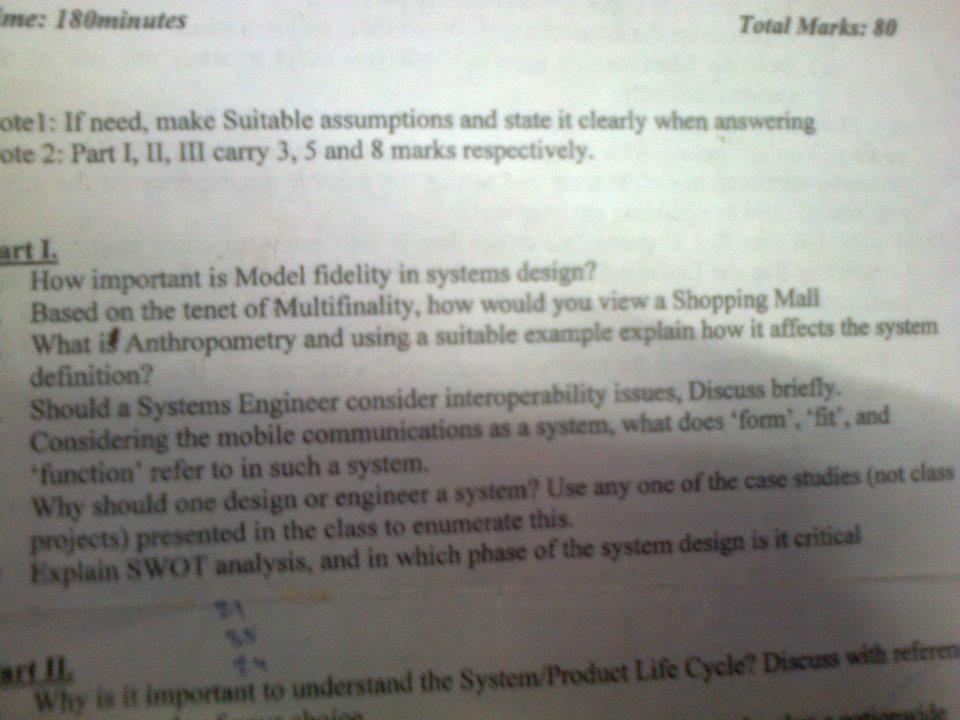 ime: 180minutes
Total Marks: 80
ote1: If need, make Suitable assumptions and state it clearly when answering
ote 2: Part I, II, III carry 3, 5 and 8 marks respectively.
art I.
How important is Model fidelity in systems design?
Based on the tenet of Multifinality, how would you view a Shopping Mall
What is Anthropometry and using a suitable example explain how it affects the system
definition?
Should a Systems Engineer consider interoperability issues, Discuss briefly.
Considering the mobile communications as a system, what does 'form', 'fit', and
'function' refer to in such a system.
Why should one design or engineer a system? Use any one of the case studies (not class
projects) presented in the class to enumerate this.
Explain SWOT analysis, and in which phase of the system design is it critical
art II.
Why is it important to understand the System/Product Life Cycle? Discuss with referen
choice